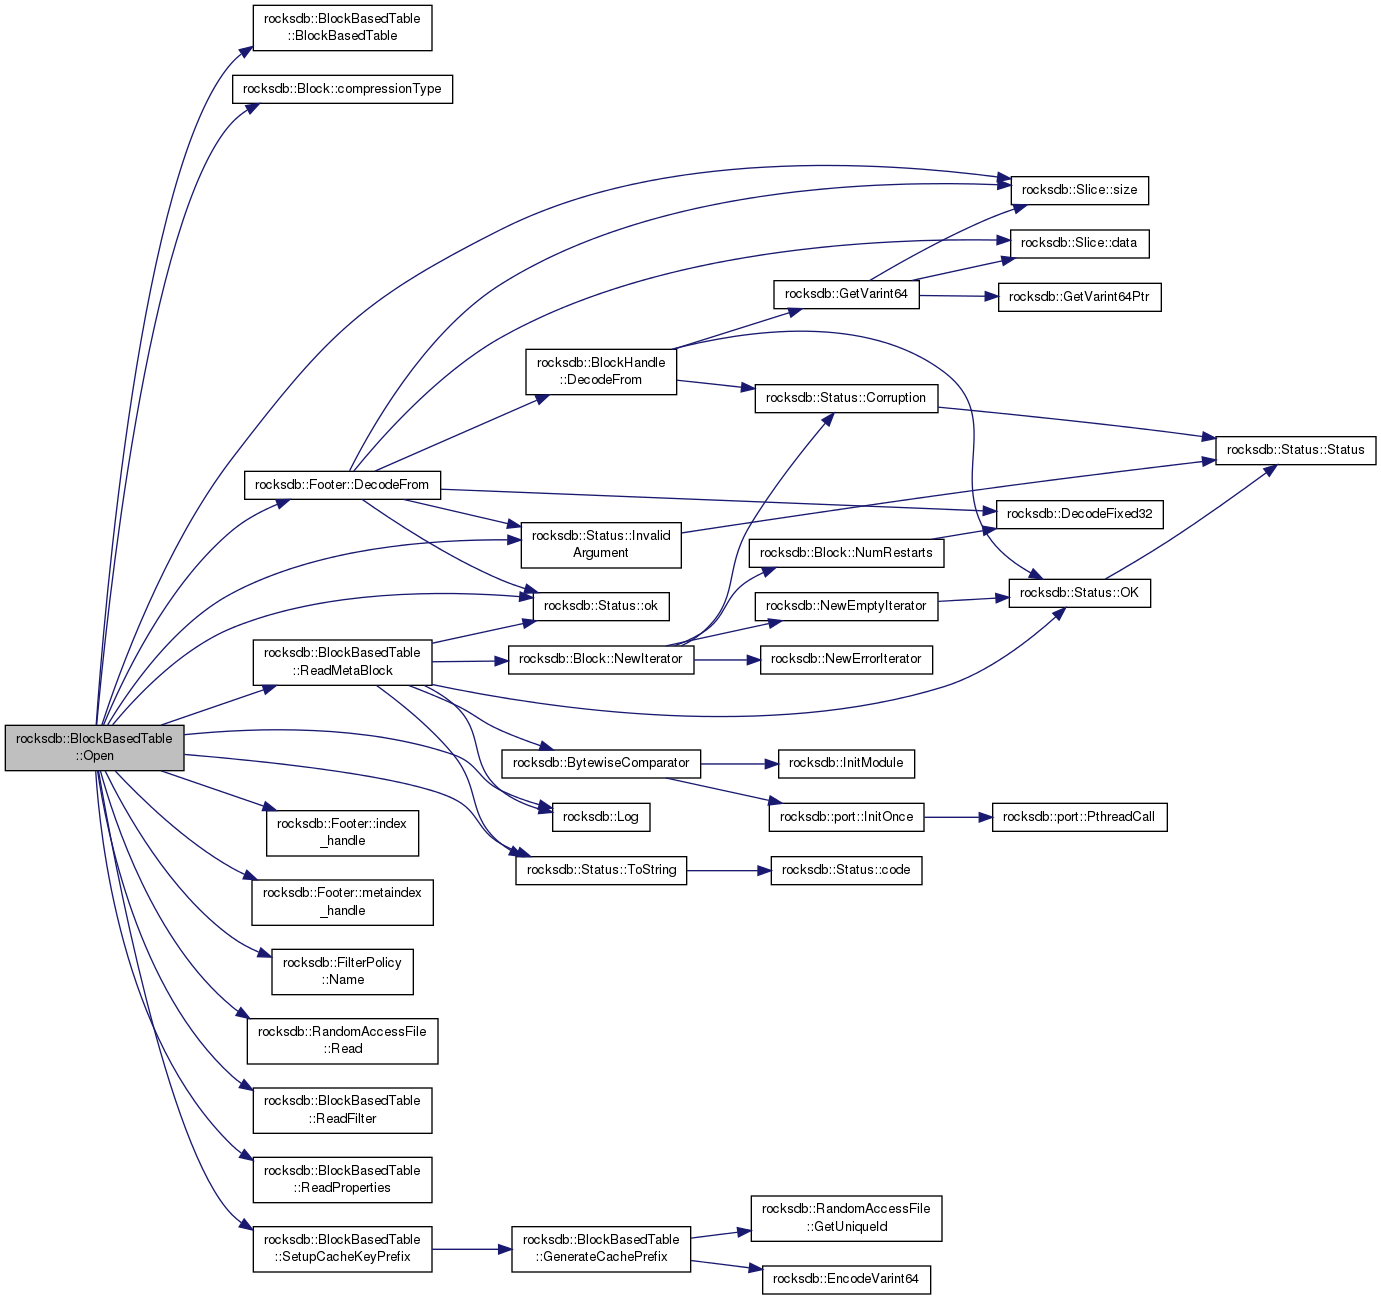 rocksdb::BlockBasedTable
::BlockBasedTable
rocksdb::Block::compressionType
rocksdb::Slice::size
rocksdb::Slice::data
rocksdb::GetVarint64
rocksdb::GetVarint64Ptr
rocksdb::BlockHandle
::DecodeFrom
rocksdb::Status::Corruption
rocksdb::Status::Status
rocksdb::Footer::DecodeFrom
rocksdb::DecodeFixed32
rocksdb::Status::Invalid
Argument
rocksdb::Block::NumRestarts
rocksdb::Status::OK
rocksdb::Status::ok
rocksdb::NewEmptyIterator
rocksdb::BlockBasedTable
::ReadMetaBlock
rocksdb::Block::NewIterator
rocksdb::NewErrorIterator
rocksdb::BlockBasedTable
::Open
rocksdb::BytewiseComparator
rocksdb::InitModule
rocksdb::Log
rocksdb::port::InitOnce
rocksdb::port::PthreadCall
rocksdb::Footer::index
_handle
rocksdb::Status::ToString
rocksdb::Status::code
rocksdb::Footer::metaindex
_handle
rocksdb::FilterPolicy
::Name
rocksdb::RandomAccessFile
::Read
rocksdb::BlockBasedTable
::ReadFilter
rocksdb::BlockBasedTable
::ReadProperties
rocksdb::BlockBasedTable
::SetupCacheKeyPrefix
rocksdb::BlockBasedTable
::GenerateCachePrefix
rocksdb::RandomAccessFile
::GetUniqueId
rocksdb::EncodeVarint64